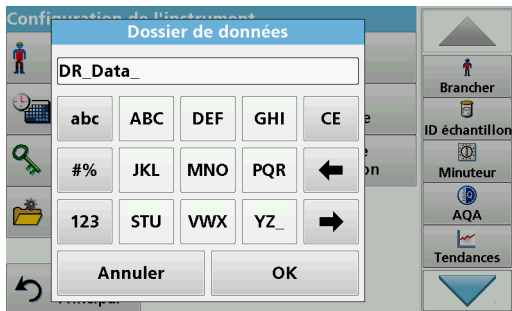 Configuration de l'instrument
Dossier de données
DR_Data_
abc ABC DEF GHI CE
#% JKL MNO PQR
123 STU VWX YZ_
Annuler OK
Principal
Brancher
ID échantillon
Minuteur
AQA
Tendances